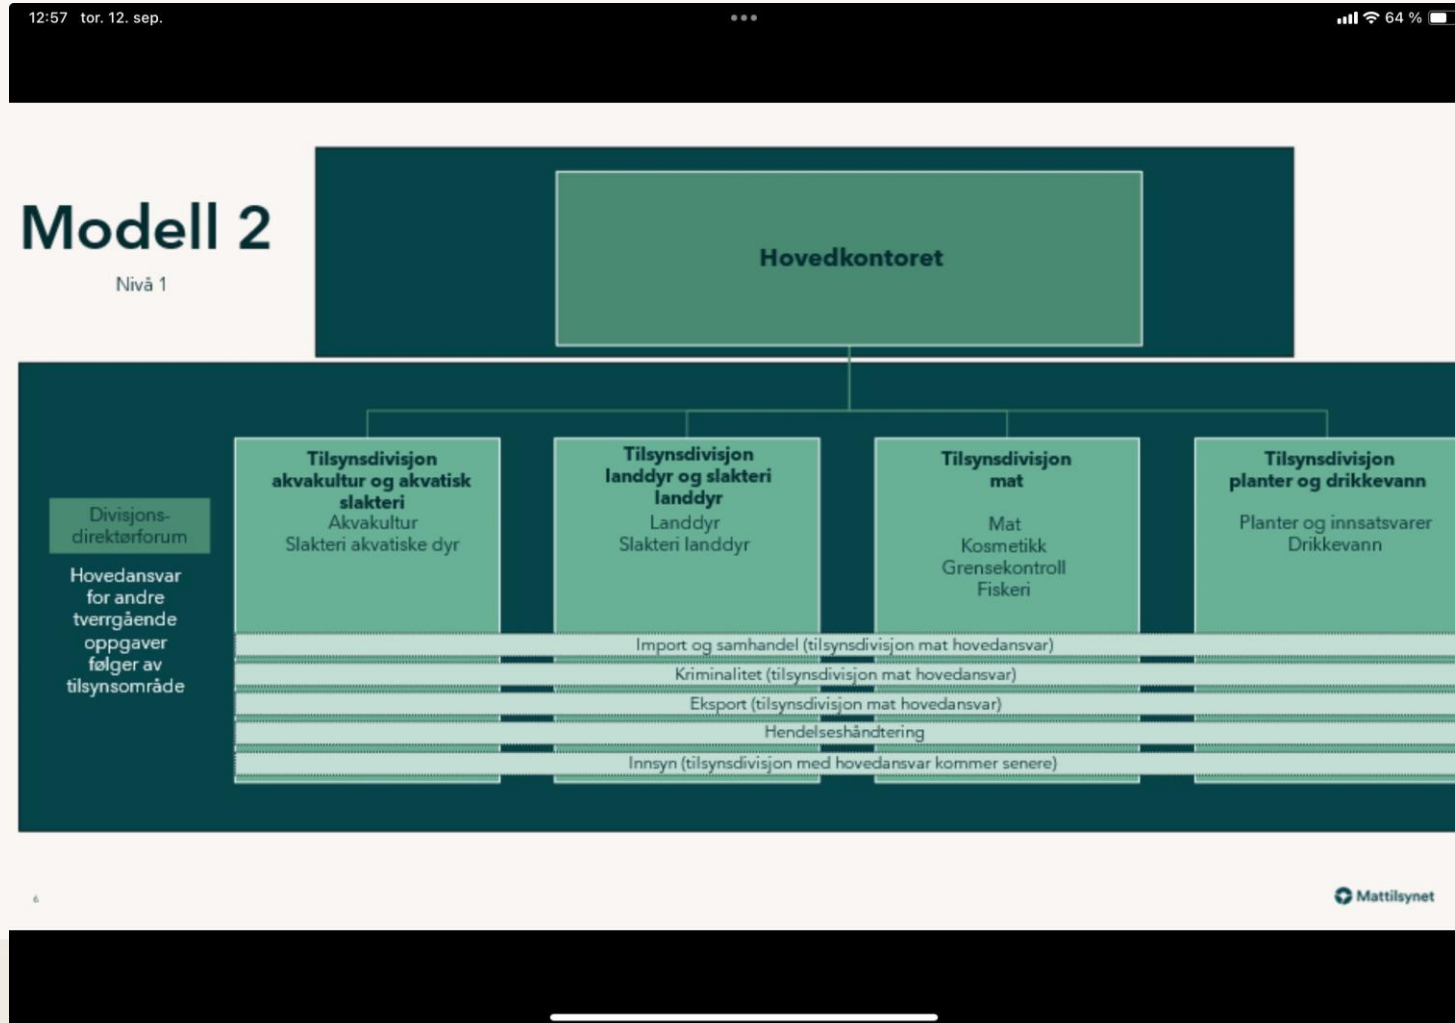 12:57 tor. 12. sep.
64 %
Modell 2
Nivå 1
Hovedkontoret
Divisjons-
direktørforum
Hovedansvar
for andre
tverrgående
oppgaver
følger av
tilsynsområde
Tilsynsdivisjon
akvakultur og akvatisk
slakteri
Akvakultur
Slakteri akvatiske dyr
Tilsynsdivisjon
landdyr og slakteri
landdyr
Landdyr
Slakteri landdyr
Tilsynsdivisjon
mat
Mat
Kosmetikk
Grensekontroll
Fiskeri
Tilsynsdivisjon
planter og drikkevann
Planter og innsatsvarer
Drikkevann
Import og samhandel (tilsynsdivisjon mat hovedansvar)
Kriminalitet (tilsynsdivisjon mat hovedansvar)
Eksport (tilsynsdivisjon mat hovedansvar)
Hendelseshåndtering
Innsyn (tilsynsdivisjon med hovedansvar kommer senere)
6
Mattilsynet